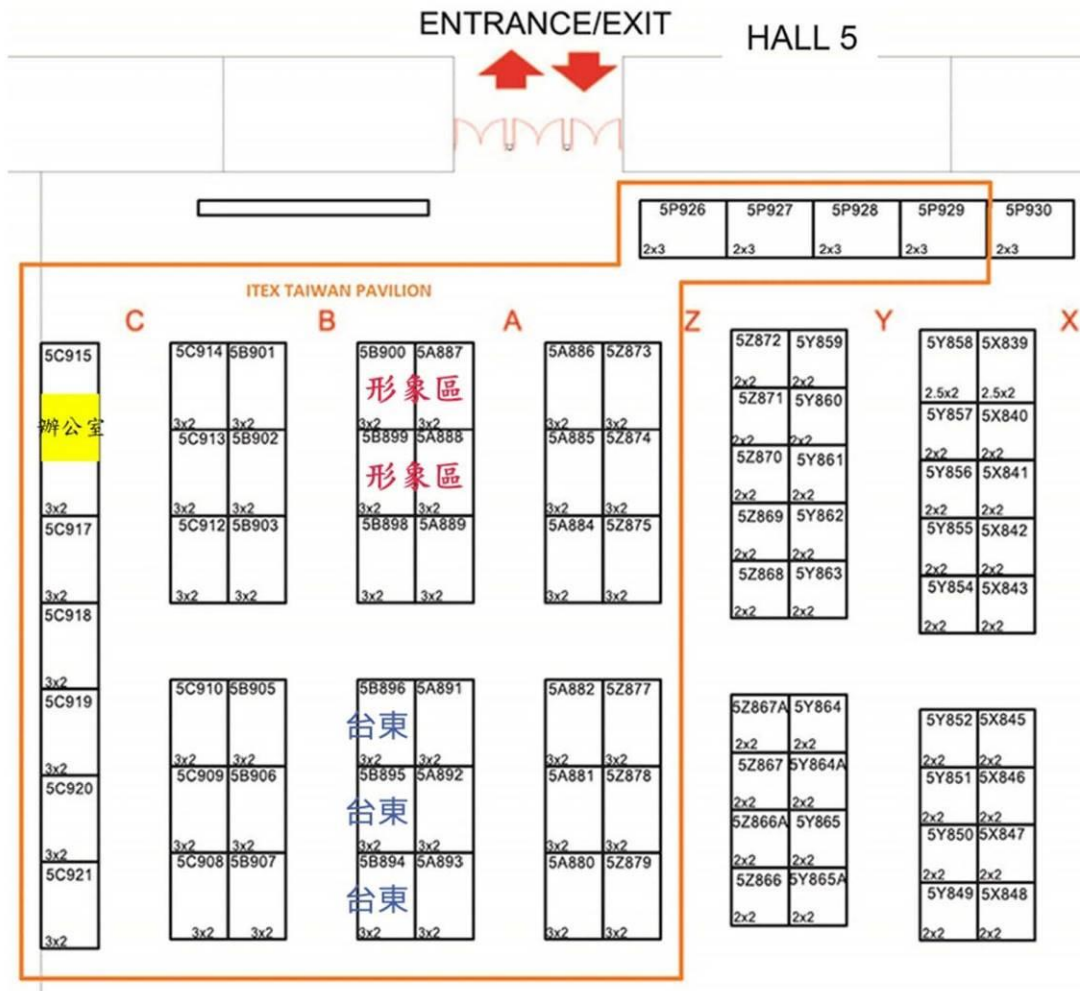 ENTRANCE/EXIT
HALL 5
5P926 5P927 5P928 5P929 5P930
2x3 2x3 2x3 2x3 2x3
ITEX TAIWAN PAVILION
C B A Z Y X
5C915
辦公室
3x2
5C917
3x2
5C918
3x2
5C919
3x2
5C920
3x2
5C921
3x2
5C914 5B901
3x2 3x2
5C913 5B902
3x2 3x2
5C912 5B903
3x2 3x2
5C910 5B905
3x2 3x2
5C909 5B906
3x2 3x2
5C908 5B907
3x2 3x2
5B900 5A887
形象區
3x2 3x2
5B899 5A888
形象區
3x2 3x2
5B898 5A889
3x2 3x2
5B896 5A891
台東
3x2 3x2
5B895 5A892
台東
3x2 3x2
5B894 5A893
台東
3x2 3x2
5A886 5Z873
3x2 3x2
5A885 5Z874
3x2 3x2
5A884 5Z875
3x2 3x2
5A882 5Z877
3x2 3x2
5A881 5Z878
3x2 3x2
5A880 5Z879
3x2 3x2
5Z872 5Y859
2x2 2x2
5Z871 5Y860
2x2 2x2
5Z870 5Y861
2x2 2x2
5Z869 5Y862
2x2 2x2
5Z868 5Y863
2x2 2x2
5Z867A 5Y864
2x2 2x2
5Z867 5Y864A
2x2 2x2
5Z866A 5Y865
2x2 2x2
5Z866 5Y865A
2x2 2x2
5Y858 5X839
2.5x2 2.5x2
5Y857 5X840
2x2 2x2
5Y856 5X841
2x2 2x2
5Y855 5X842
2x2 2x2
5Y854 5X843
2x2 2x2
5Y852 5X845
2x2 2x2
5Y851 5X846
2x2 2x2
5Y850 5X847
2x2 2x2
5Y849 5X848
2x2 2x2